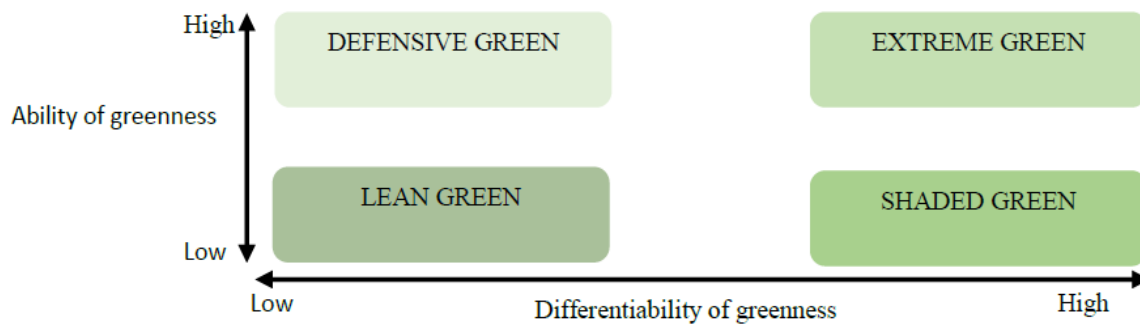 High
DEFENSIVE GREEN
EXTREME GREEN
Ability of greenness
LEAN GREEN
SHADED GREEN
Low
Low
Differentiability of greenness
High